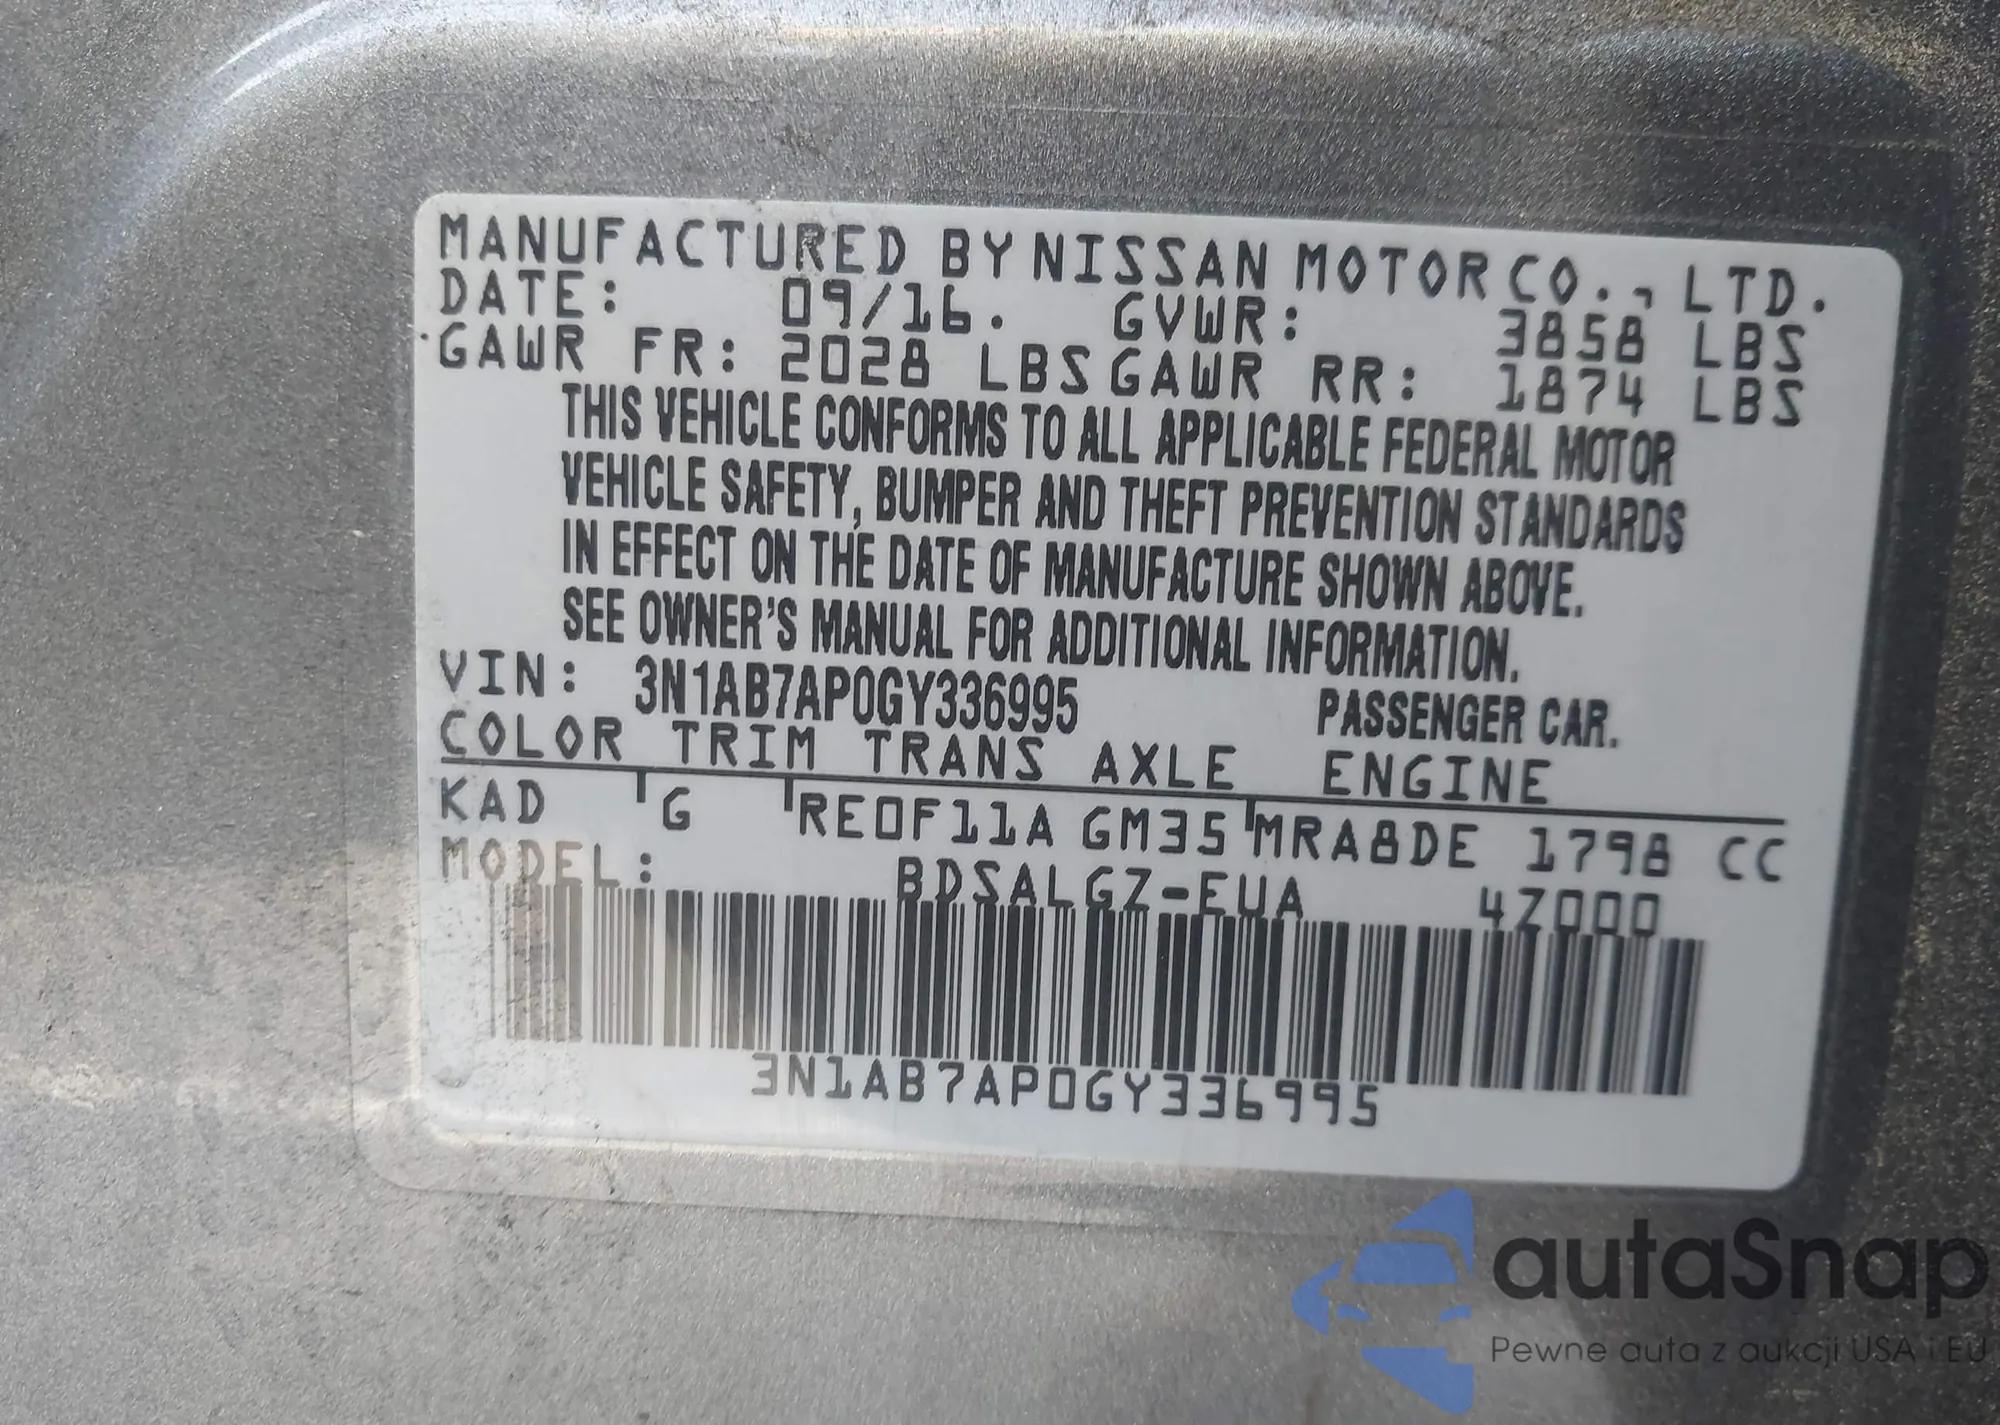 MANUFACTURED BY NISSAN MOTOR CO., LTD.
DATE: 09/16. GVWR: 3858 LBS
GAWR FR: 2028 LBS GAWR RR: 1874 LBS
THIS VEHICLE CONFORMS TO ALL APPLICABLE FEDERAL MOTOR
VEHICLE SAFETY, BUMPER AND THEFT PREVENTION STANDARDS
IN EFFECT ON THE DATE OF MANUFACTURE SHOWN ABOVE.
SEE OWNER'S MANUAL FOR ADDITIONAL INFORMATION.
VIN: 3N1AB7AP0GY336995 PASSENGER CAR.
COLOR TRIM TRANS AXLE ENGINE
KAD G RE0F11A GM35 MRA8DE 1798 CC
MODEL: BDSALGZ-EUA 4Z000
3N1AB7AP0GY336995
autaSnap
Pewne auta z aukcji USA i EU